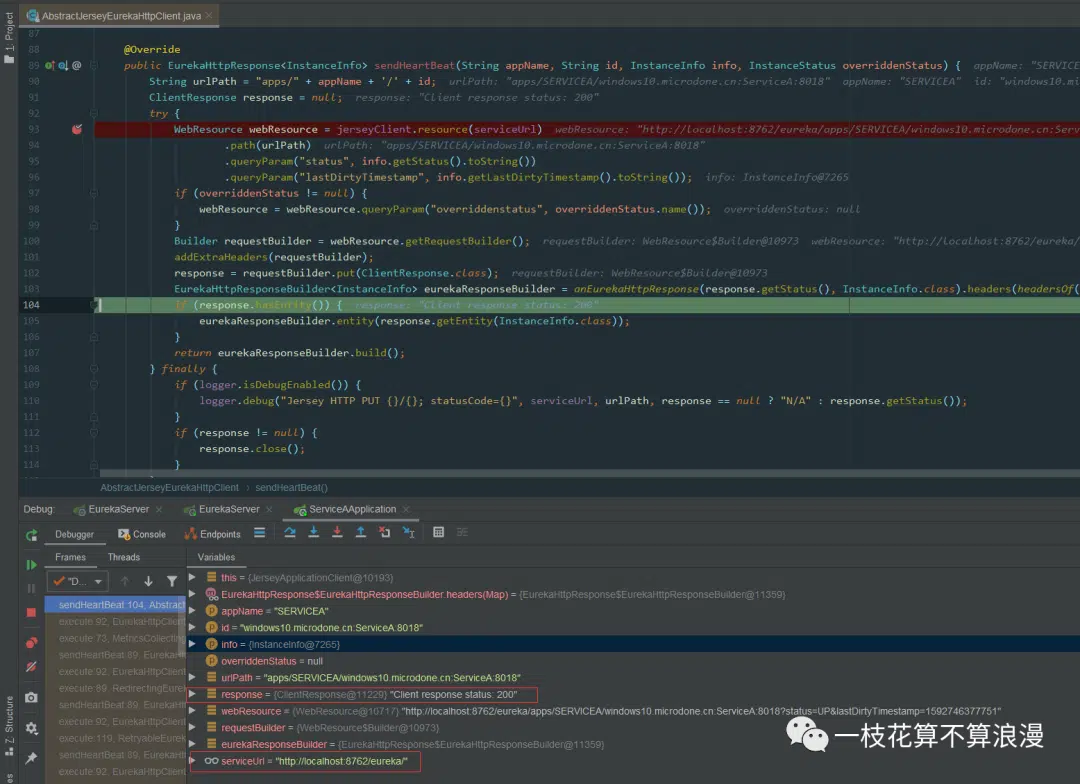 AbstractJerseyEurekaHttpClient.java
1: Project
87
88 @Override
89 public EurekaHttpResponse<InstanceInfo> sendHeartBeat(String appName, String id, InstanceInfo info, InstanceStatus overriddenStatus) { appName: "SERVICE
90 String urlPath = "apps/" + appName + '/' + id; urlPath: "apps/SERVICEA/windows10.microdone.cn:ServiceA:8018" appName: "SERVICEA" id: "windows10.mi
91 ClientResponse response = null; response: "Client response status: 200"
92 try {
93 WebResource webResource = jerseyClient.resource(serviceUrl) webResource: "http://localhost:8762/eureka/apps/SERVICEA/windows10.microdone.cn:Serv
94 .path(urlPath) urlPath: "apps/SERVICEA/windows10.microdone.cn:ServiceA:8018"
95 .queryParam("status", info.getStatus().toString())
96 .queryParam("lastDirtyTimestamp", info.getLastDirtyTimestamp().toString()); info: InstanceInfo@7265
97 if (overriddenStatus != null) {
98 webResource = webResource.queryParam("overriddenstatus", overriddenStatus.name()); overriddenStatus: null
99 }
100 Builder requestBuilder = webResource.getRequestBuilder(); requestBuilder: WebResource$Builder@10973 webResource: "http://localhost:8762/eureka/
101 addExtraHeaders(requestBuilder);
102 response = requestBuilder.put(ClientResponse.class); requestBuilder: WebResource$Builder@10973
103 EurekaHttpResponseBuilder<InstanceInfo> eurekaResponseBuilder = anEurekaHttpResponse(response.getStatus(), InstanceInfo.class).headers(headersOf(
104 if (response.hasEntity()) { response: "Client response status: 200"
105 eurekaResponseBuilder.entity(response.getEntity(InstanceInfo.class));
106 }
107 return eurekaResponseBuilder.build();
108 } finally {
109 if (logger.isDebugEnabled()) {
110 logger.debug("Jersey HTTP PUT {}/{}; statusCode={}", serviceUrl, urlPath, response == null ? "N/A" : response.getStatus());
111 }
112 if (response != null) {
113 response.close();
114 }
AbstractJerseyEurekaHttpClient › sendHeartBeat()
Debug: EurekaServer EurekaServer ServiceAApplication
Debugger Console Endpoints
Frames Threads Variables
"D...
sendHeartBeat:104, Abstract
execute:92, EurekaHttpClient
execute:73, MetricsCollectin
sendHeartBeat:89, EurekaH
execute:92, EurekaHttpClient
execute:89, RedirectingEurek
sendHeartBeat:89, EurekaH
execute:92, EurekaHttpClient
execute:119, RetryableEurek
sendHeartBeat:89, EurekaH
execute:92, EurekaHttpClient
this = {JerseyApplicationClient@10193}
EurekaHttpResponse$EurekaHttpResponseBuilder.headers(Map) = {EurekaHttpResponse$EurekaHttpResponseBuilder@11359}
appName = "SERVICEA"
id = "windows10.microdone.cn:ServiceA:8018"
info = {InstanceInfo@7265}
overriddenStatus = null
urlPath = "apps/SERVICEA/windows10.microdone.cn:ServiceA:8018"
response = {ClientResponse@11229} "Client response status: 200"
webResource = {WebResource@10717} "http://localhost:8762/eureka/apps/SERVICEA/windows10.microdone.cn:ServiceA:8018?status=UP&lastDirtyTimestamp=1592746377751"
requestBuilder = {WebResource$Builder@10973}
eurekaResponseBuilder = {EurekaHttpResponse$EurekaHttpResponseBuilder@11359}
serviceUrl = "http://localhost:8762/eureka/"
Z: Structure
一枝花算不算浪漫